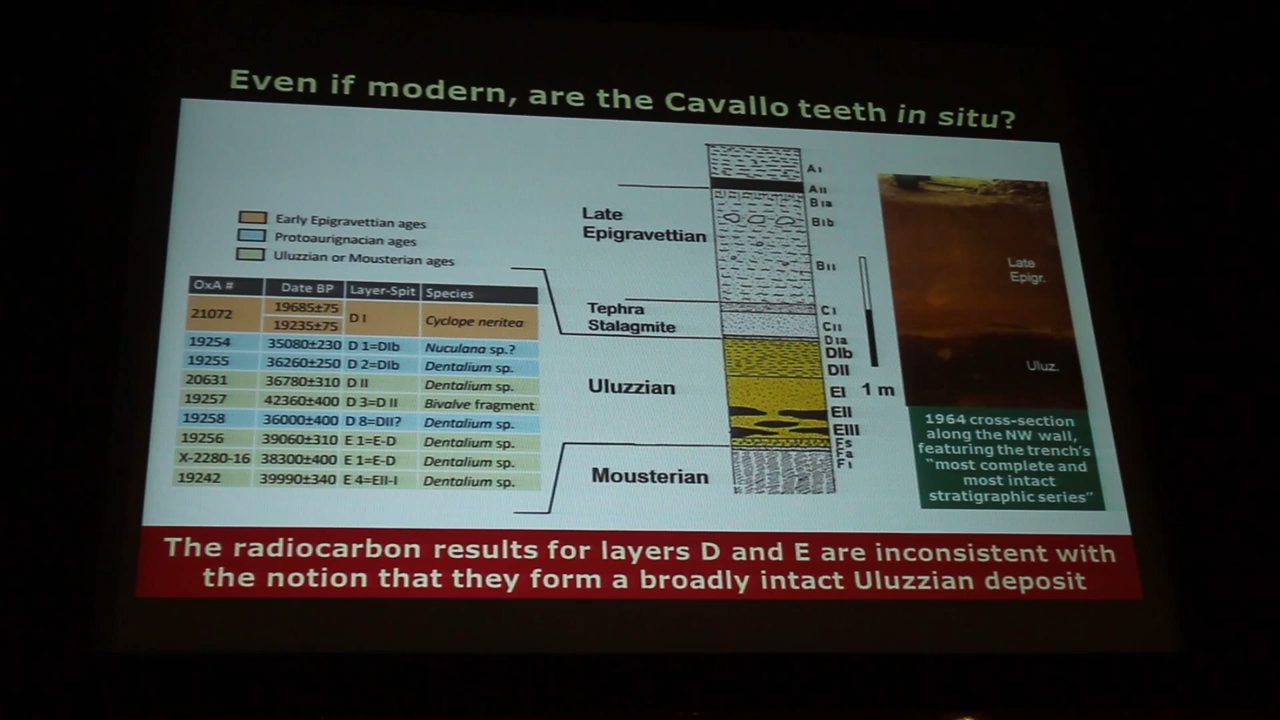 Even if modern, are the Cavallo teeth in situ?
Early Epigravettian ages
Protoaurignacian ages
Uluzzian or Mousterian ages
OxA # Date BP Layer-Spit Species
21072 19685±75 D I Cyclope neritea
19235±75
19254 35080±230 D 1=DIb Nuculana sp.?
19255 36260±250 D 2=DIb Dentalium sp.
20631 36780±310 D II Dentalium sp.
19257 42360±400 D 3=D II Bivalve fragment
19258 36000±400 D 8=DII? Dentalium sp.
19256 39060±310 E 1=E-D Dentalium sp.
X-2280-16 38300±400 E 1=E-D Dentalium sp.
19242 39990±340 E 4=EII-I Dentalium sp.
Late
Epigravettian
Tephra
Stalagmite
Uluzzian
Mousterian
AI
AII
BIa
BIb
BII
CI
CII
DIa
DIb
DII
EI
EII
EIII
Fs
Fa
FI
1 m
Late
Epigr.
Uluz.
1964 cross-section
along the NW wall,
featuring the trench's
"most complete and
most intact
stratigraphic series"
The radiocarbon results for layers D and E are inconsistent with
the notion that they form a broadly intact Uluzzian deposit